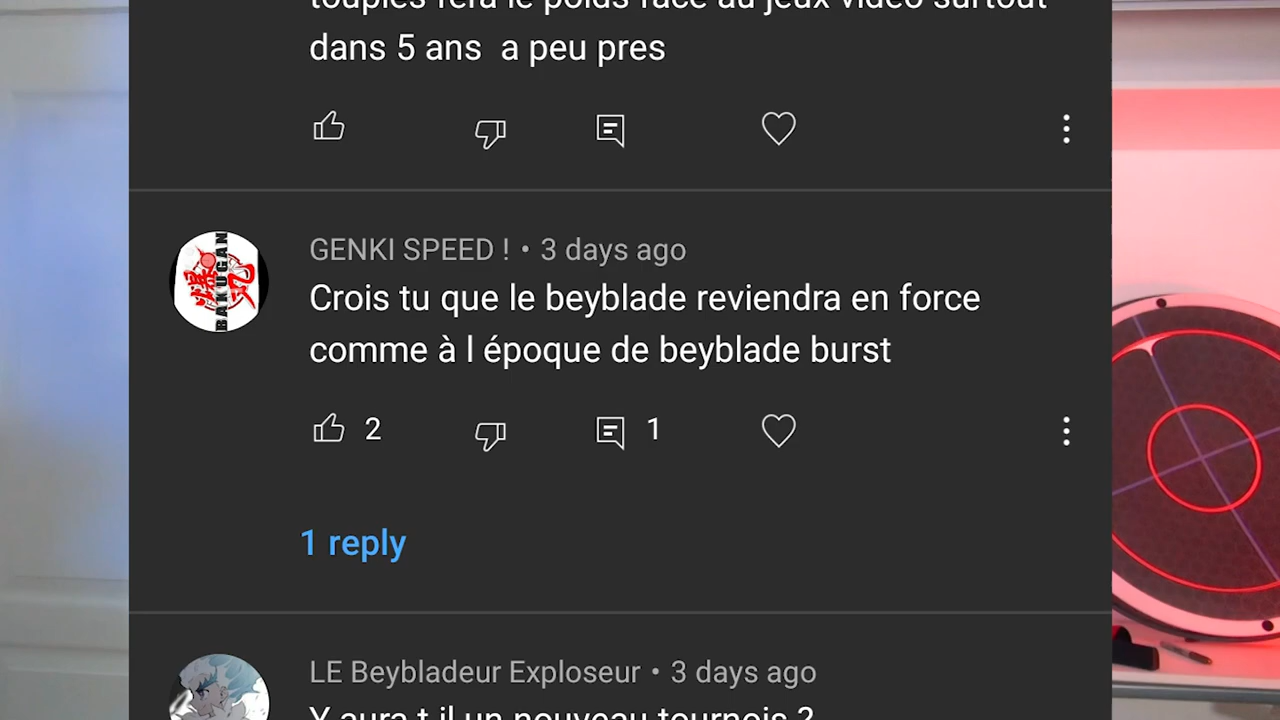 touples fera le poids face au jeux video surtout
dans 5 ans a peu pres
GENKI SPEED ! • 3 days ago
Crois tu que le beyblade reviendra en force
comme à l époque de beyblade burst
2
1
1 reply
LE Beybladeur Exploseur • 3 days ago
Y aura t il un nouveau tournois ?
BAKUGAN